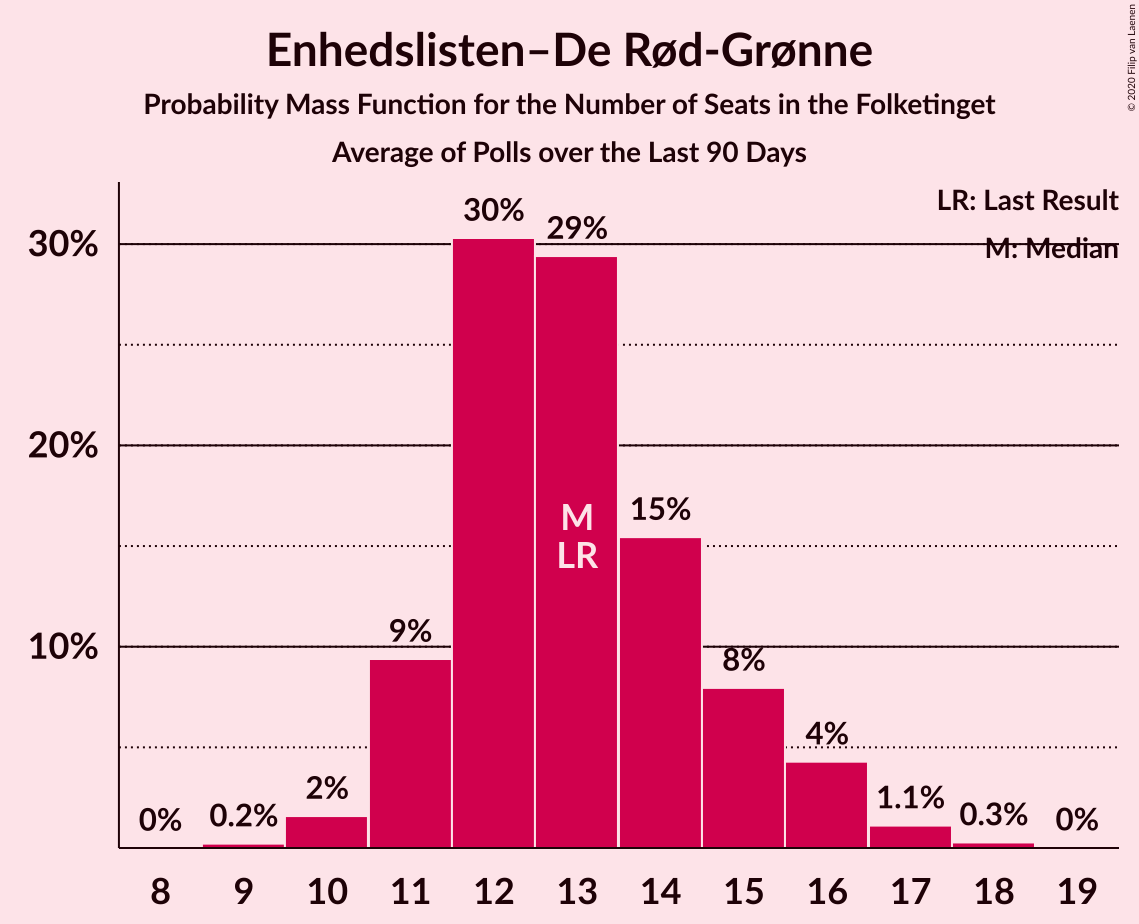 Enhedslisten–De Rød-Grønne
Probability Mass Function for the Number of Seats in the Folketinget
Average of Polls over the Last 90 Days
© 2020 Filip van Laenen
LR: Last Result
M: Median
30%
20%
10%
0%
0.2%
2%
9%
30%
29%
15%
8%
4%
1.1%
0.3%
0%
M
LR
8 9 10 11 12 13 14 15 16 17 18 19